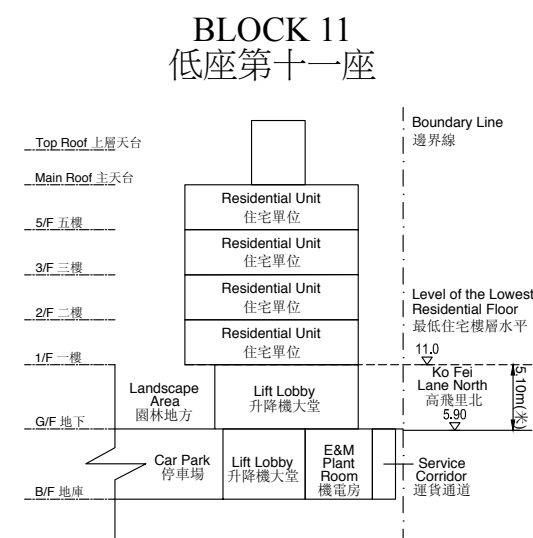 BLOCK 11
低座第十一座
Boundary Line
邊界線
Top Roof 上層天台
Main Roof 主天台
Residential Unit
住宅單位
5/F 五樓
Residential Unit
住宅單位
3/F 三樓
Residential Unit
住宅單位
2/F 二樓
Residential Unit
住宅單位
1/F 一樓
Level of the Lowest
Residential Floor
最低住宅樓層水平
11.0
Landscape
Area
園林地方
Lift Lobby
升降機大堂
Ko Fei
Lane North
高飛里北
5.90
5.10m(米)
G/F 地下
Car Park
停車場
Lift Lobby
升降機大堂
E&M
Plant
Room
機電房
Service
Corridor
運貨通道
B/F 地庫